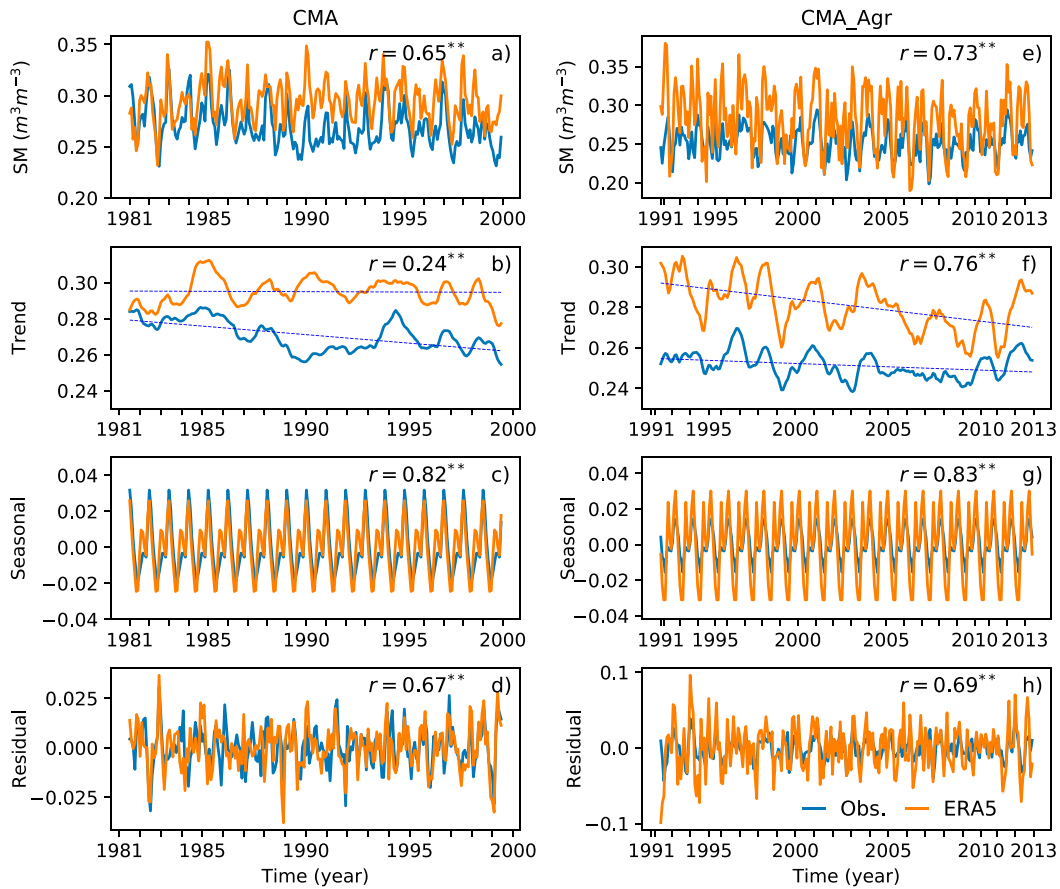 CMA
SM (m³m⁻³)
0.35
0.30
0.25
0.20
r = 0.65**
a)
1981
1985
1990
1995
2000
Trend
0.30
0.28
0.26
0.24
r = 0.24**
b)
1981
1985
1990
1995
2000
Seasonal
0.04
0.02
0.00
−0.02
−0.04
r = 0.82**
c)
1981
1985
1990
1995
2000
Residual
0.025
0.000
−0.025
r = 0.67**
d)
1981
1985
1990
1995
2000
Time (year)
CMA_Agr
SM (m³m⁻³)
0.35
0.30
0.25
0.20
r = 0.73**
e)
1991
1995
2000
2005
2010
2013
Trend
0.30
0.28
0.26
0.24
r = 0.76**
f)
1991
1995
2000
2005
2010
2013
Seasonal
0.04
0.02
0.00
−0.02
−0.04
r = 0.83**
g)
1991
1995
2000
2005
2010
2013
Residual
0.1
0.0
−0.1
r = 0.69**
h)
Obs.
ERA5
1991
1995
2000
2005
2010
2013
Time (year)